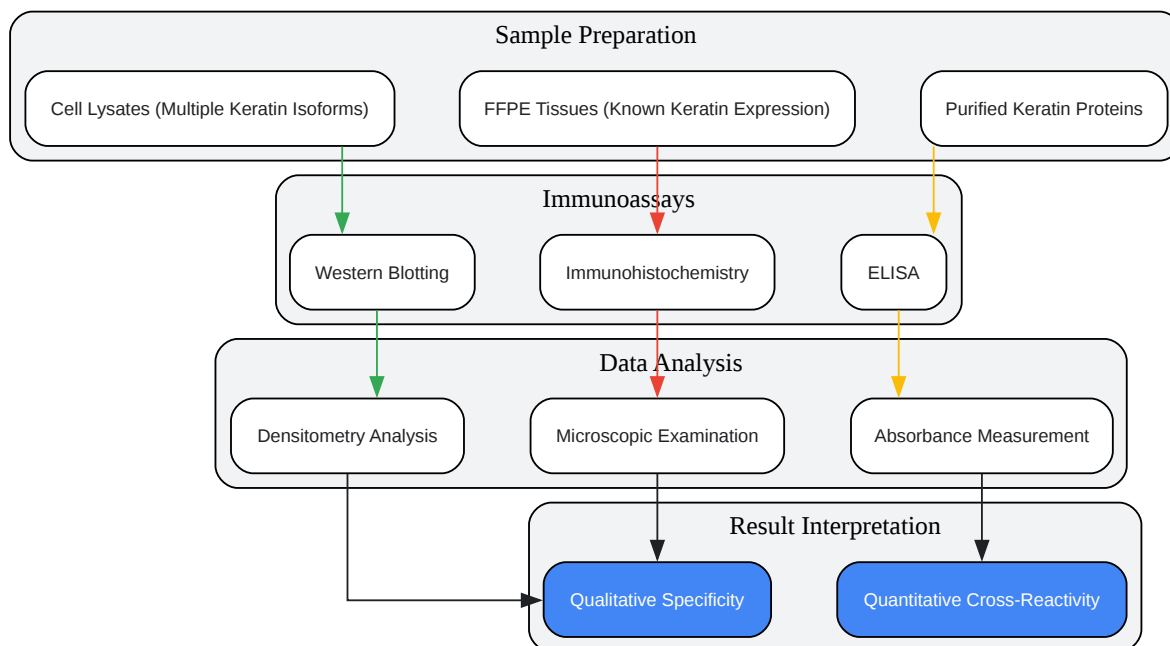 Sample Preparation
Cell Lysates (Multiple Keratin Isoforms)
FFPE Tissues (Known Keratin Expression)
Purified Keratin Proteins
Immunoassays
Western Blotting
Immunohistochemistry
ELISA
Data Analysis
Densitometry Analysis
Microscopic Examination
Absorbance Measurement
Result Interpretation
Qualitative Specificity
Quantitative Cross-Reactivity